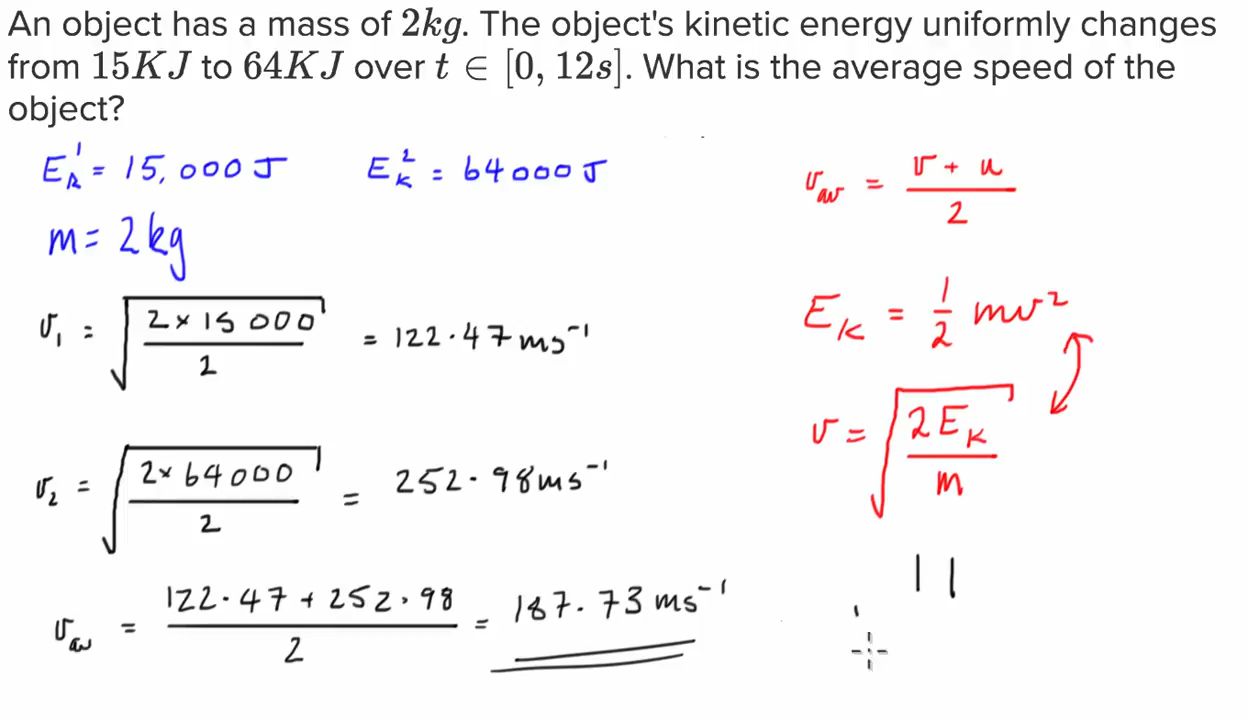 An object has a mass of 2kg. The object's kinetic energy uniformly changes
from 15KJ to 64KJ over t ∈ [0, 12s]. What is the average speed of the
object?
E_k^1 = 15,000 J
E_k^2 = 64000 J
m = 2kg
v_1 = √(2 × 15 000 / 2) = 122.47 ms^-1
v_2 = √(2 × 64000 / 2) = 252.98 ms^-1
v_av = (122.47 + 252.98) / 2 = 187.73 ms^-1
v_av = (v + u) / 2
E_k = 1/2 mv^2
v = √(2E_k / m)